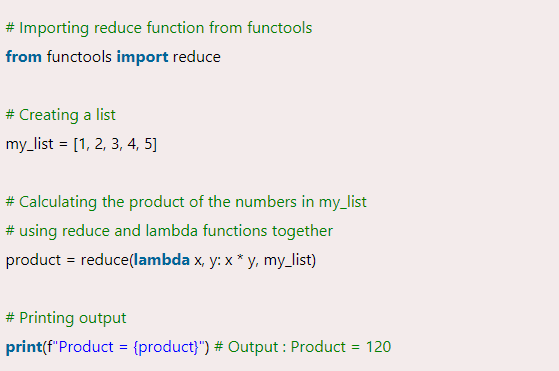 # Importing reduce function from functools
from functools import reduce
# Creating a list
my_list = [1, 2, 3, 4, 5]
# Calculating the product of the numbers in my_list
# using reduce and lambda functions together
product = reduce(lambda x, y: x * y, my_list)
# Printing output
print(f"Product = {product}") # Output : Product = 120